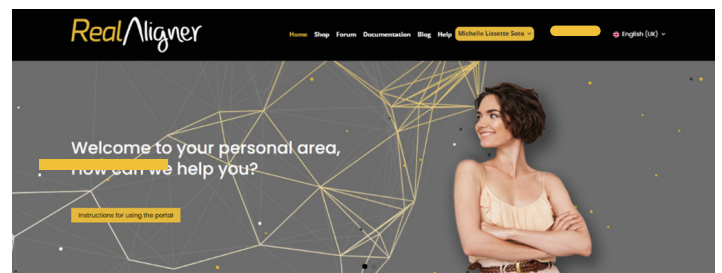 RealAligner
Home Shop Forum Documentation Blog Help Michelle Lissette Soto English (UK)
Welcome to your personal area,
How can we help you?
Instructions for using the portal